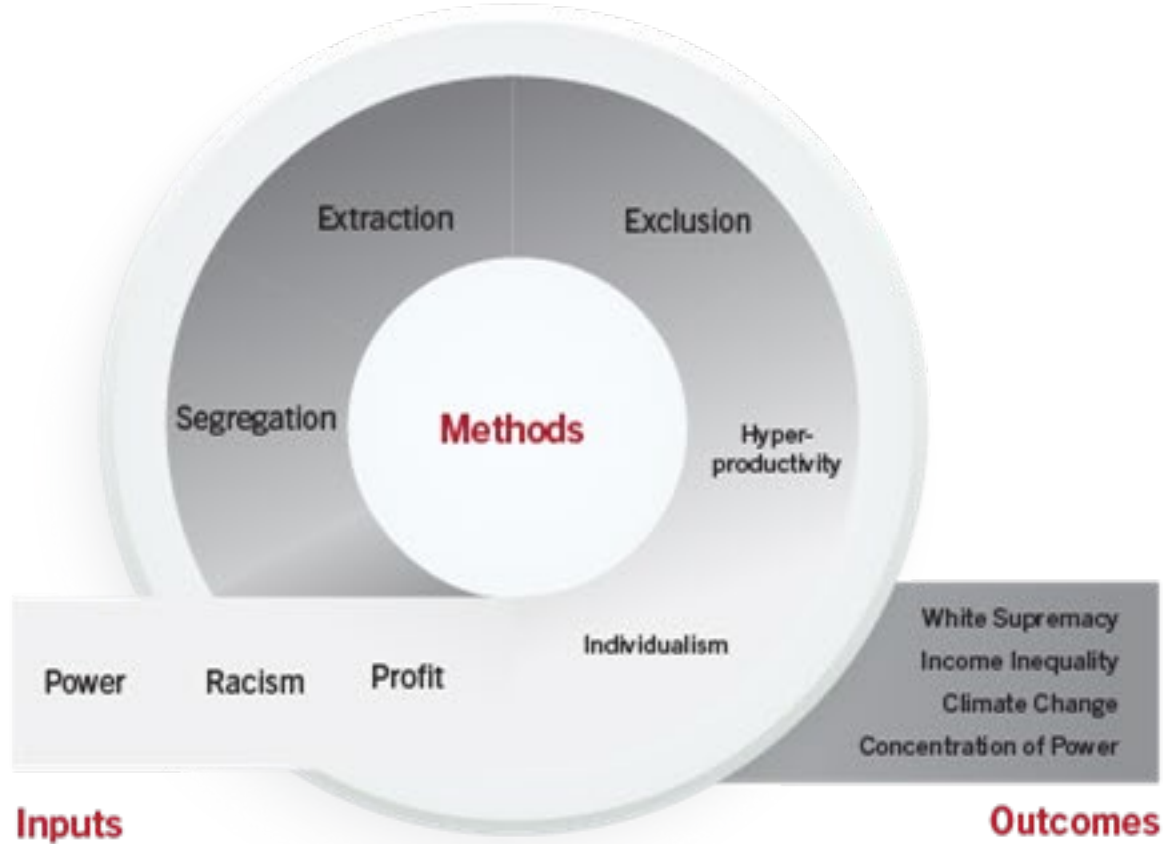 Extraction
Exclusion
Segregation
Methods
Hyper-
productivity
Individualism
Power
Racism
Profit
White Supremacy
Income Inequality
Climate Change
Concentration of Power
Inputs
Outcomes